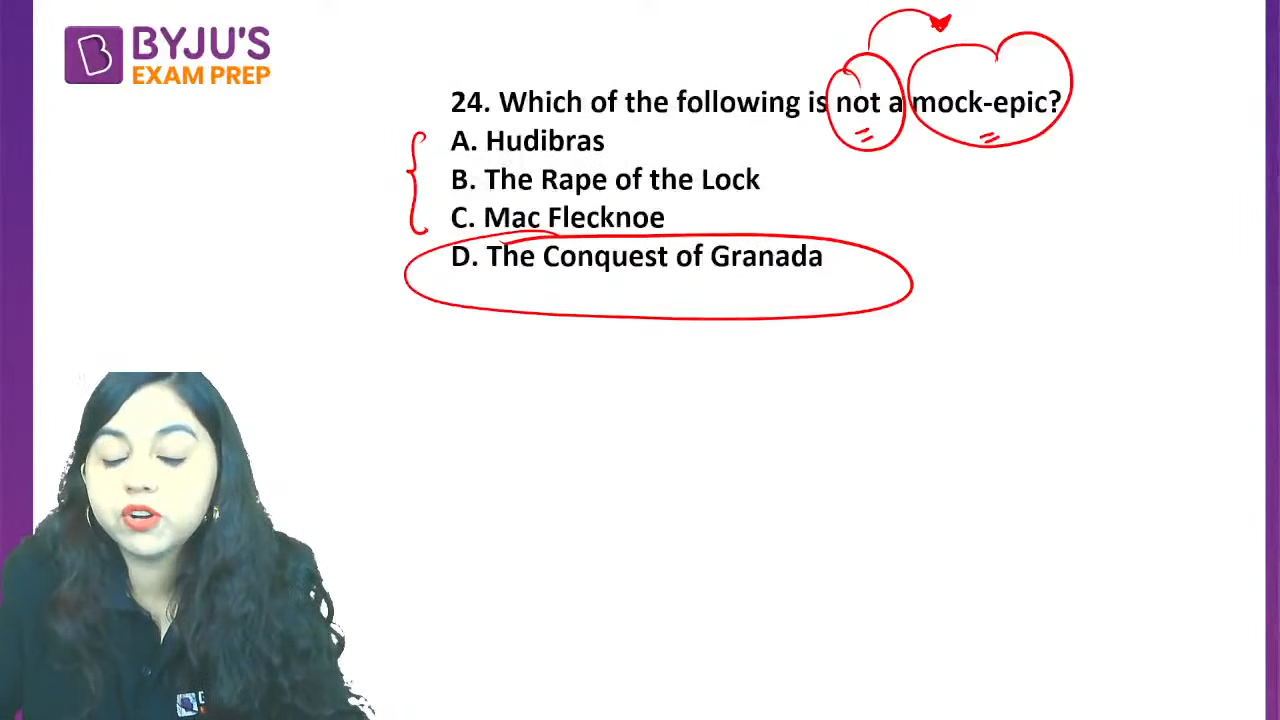 BYJU'S
EXAM PREP
24. Which of the following is not a mock-epic?
A. Hudibras
B. The Rape of the Lock
C. Mac Flecknoe
D. The Conquest of Granada